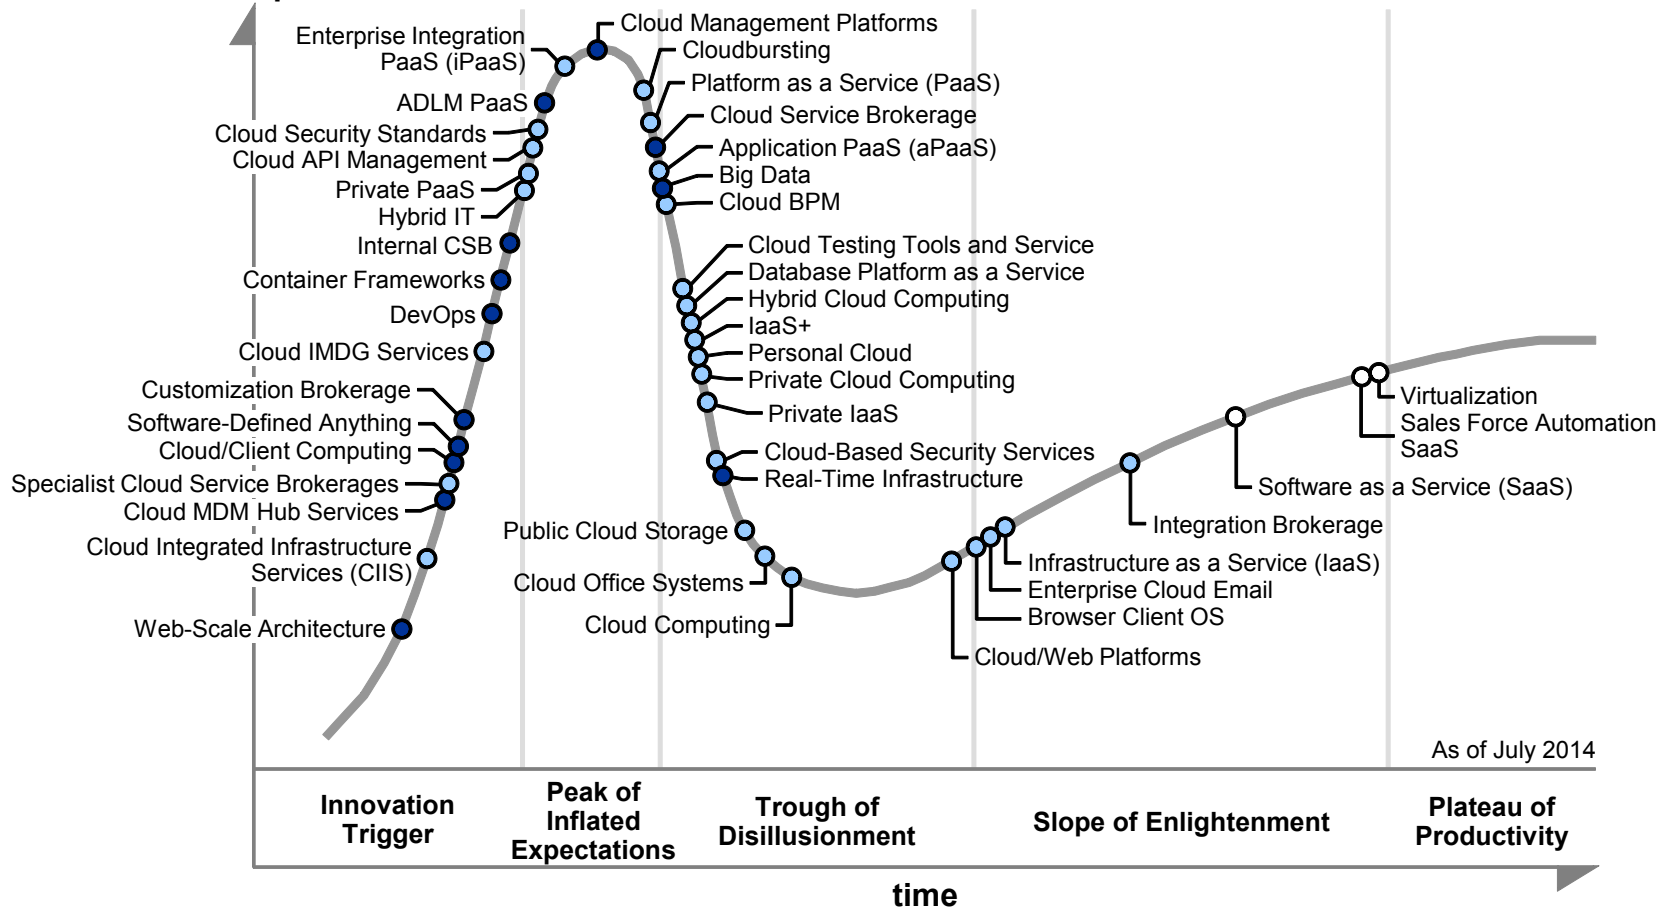 Cloud Management Platforms
Enterprise Integration
PaaS (iPaaS)
Cloudbursting
Platform as a Service (PaaS)
ADLM PaaS
Cloud Service Brokerage
Cloud Security Standards
Application PaaS (aPaaS)
Cloud API Management
Big Data
Private PaaS
Cloud BPM
Hybrid IT
Internal CSB
Cloud Testing Tools and Service
Database Platform as a Service
Container Frameworks
Hybrid Cloud Computing
DevOps
IaaS+
Cloud IMDG Services
Personal Cloud
Private Cloud Computing
Customization Brokerage
Virtualization
Private IaaS
Software-Defined Anything
Sales Force Automation
SaaS
Cloud/Client Computing
Cloud-Based Security Services
Real-Time Infrastructure
Specialist Cloud Service Brokerages
Software as a Service (SaaS)
Cloud MDM Hub Services
Integration Brokerage
Public Cloud Storage
Cloud Integrated Infrastructure
Services (CIIS)
Infrastructure as a Service (IaaS)
Cloud Office Systems
Enterprise Cloud Email
Browser Client OS
Cloud Computing
Web-Scale Architecture
Cloud/Web Platforms
As of July 2014
Innovation
Trigger
Peak of
Inflated
Expectations
Trough of
Disillusionment
Slope of Enlightenment
Plateau of
Productivity
time